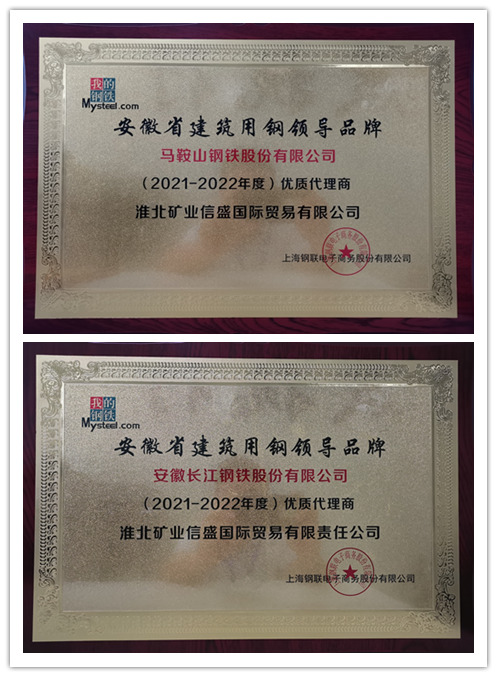 我的
钢铁
Mysteel.com
安徽省建筑用钢领导品牌
马鞍山钢铁股份有限公司
（2021-2022年度）优质代理商
淮北矿业信盛国际贸易有限公司
上海钢联电子商务股份有限公司
我的
钢铁
Mysteel.com
安徽省建筑用钢领导品牌
安徽长江钢铁股份有限公司
（2021-2022年度）优质代理商
淮北矿业信盛国际贸易有限责任公司
上海钢联电子商务股份有限公司